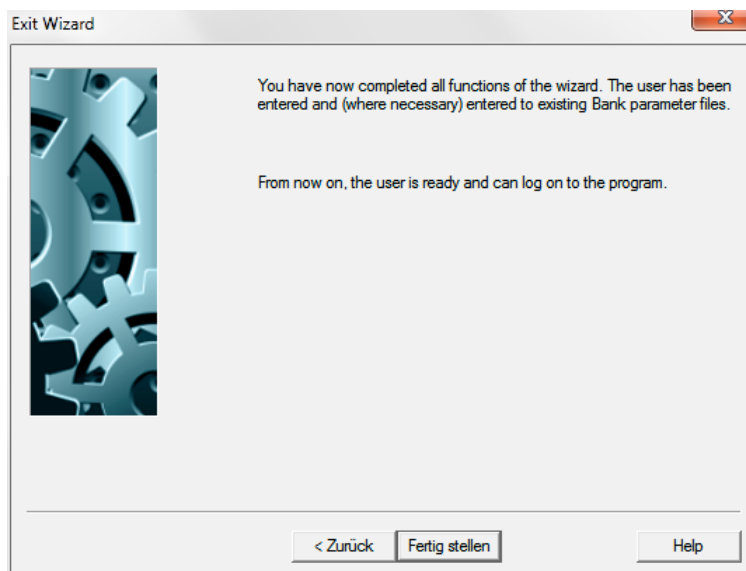 Exit Wizard
You have now completed all functions of the wizard. The user has been
entered and (where necessary) entered to existing Bank parameter files.
From now on, the user is ready and can log on to the program.
< Zurück
Fertig stellen
Help